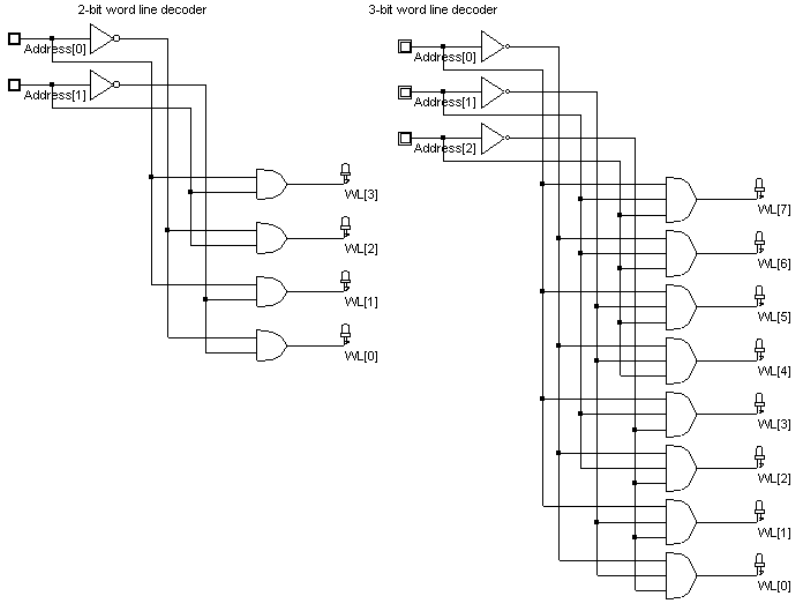 2-bit word line decoder
Address[0]
Address[1]
WL[3]
WL[2]
WL[1]
WL[0]
3-bit word line decoder
Address[0]
Address[1]
Address[2]
WL[7]
WL[6]
WL[5]
WL[4]
WL[3]
WL[2]
WL[1]
WL[0]